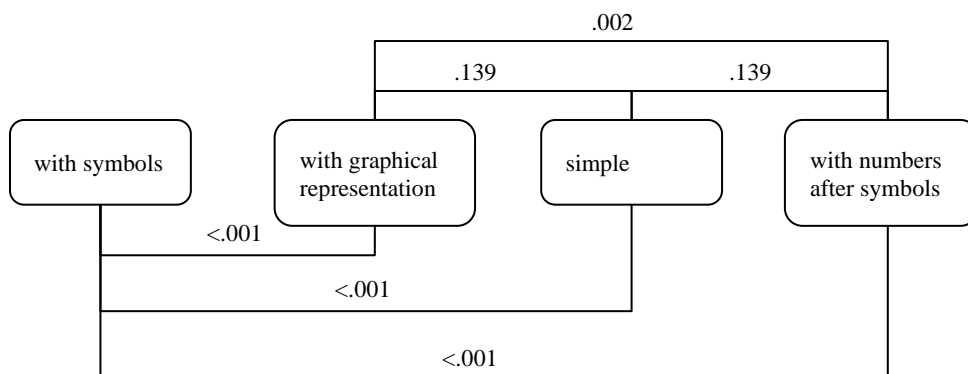 .002
.139
.139
with symbols
with graphical
representation
simple
with numbers
after symbols
<.001
<.001
<.001